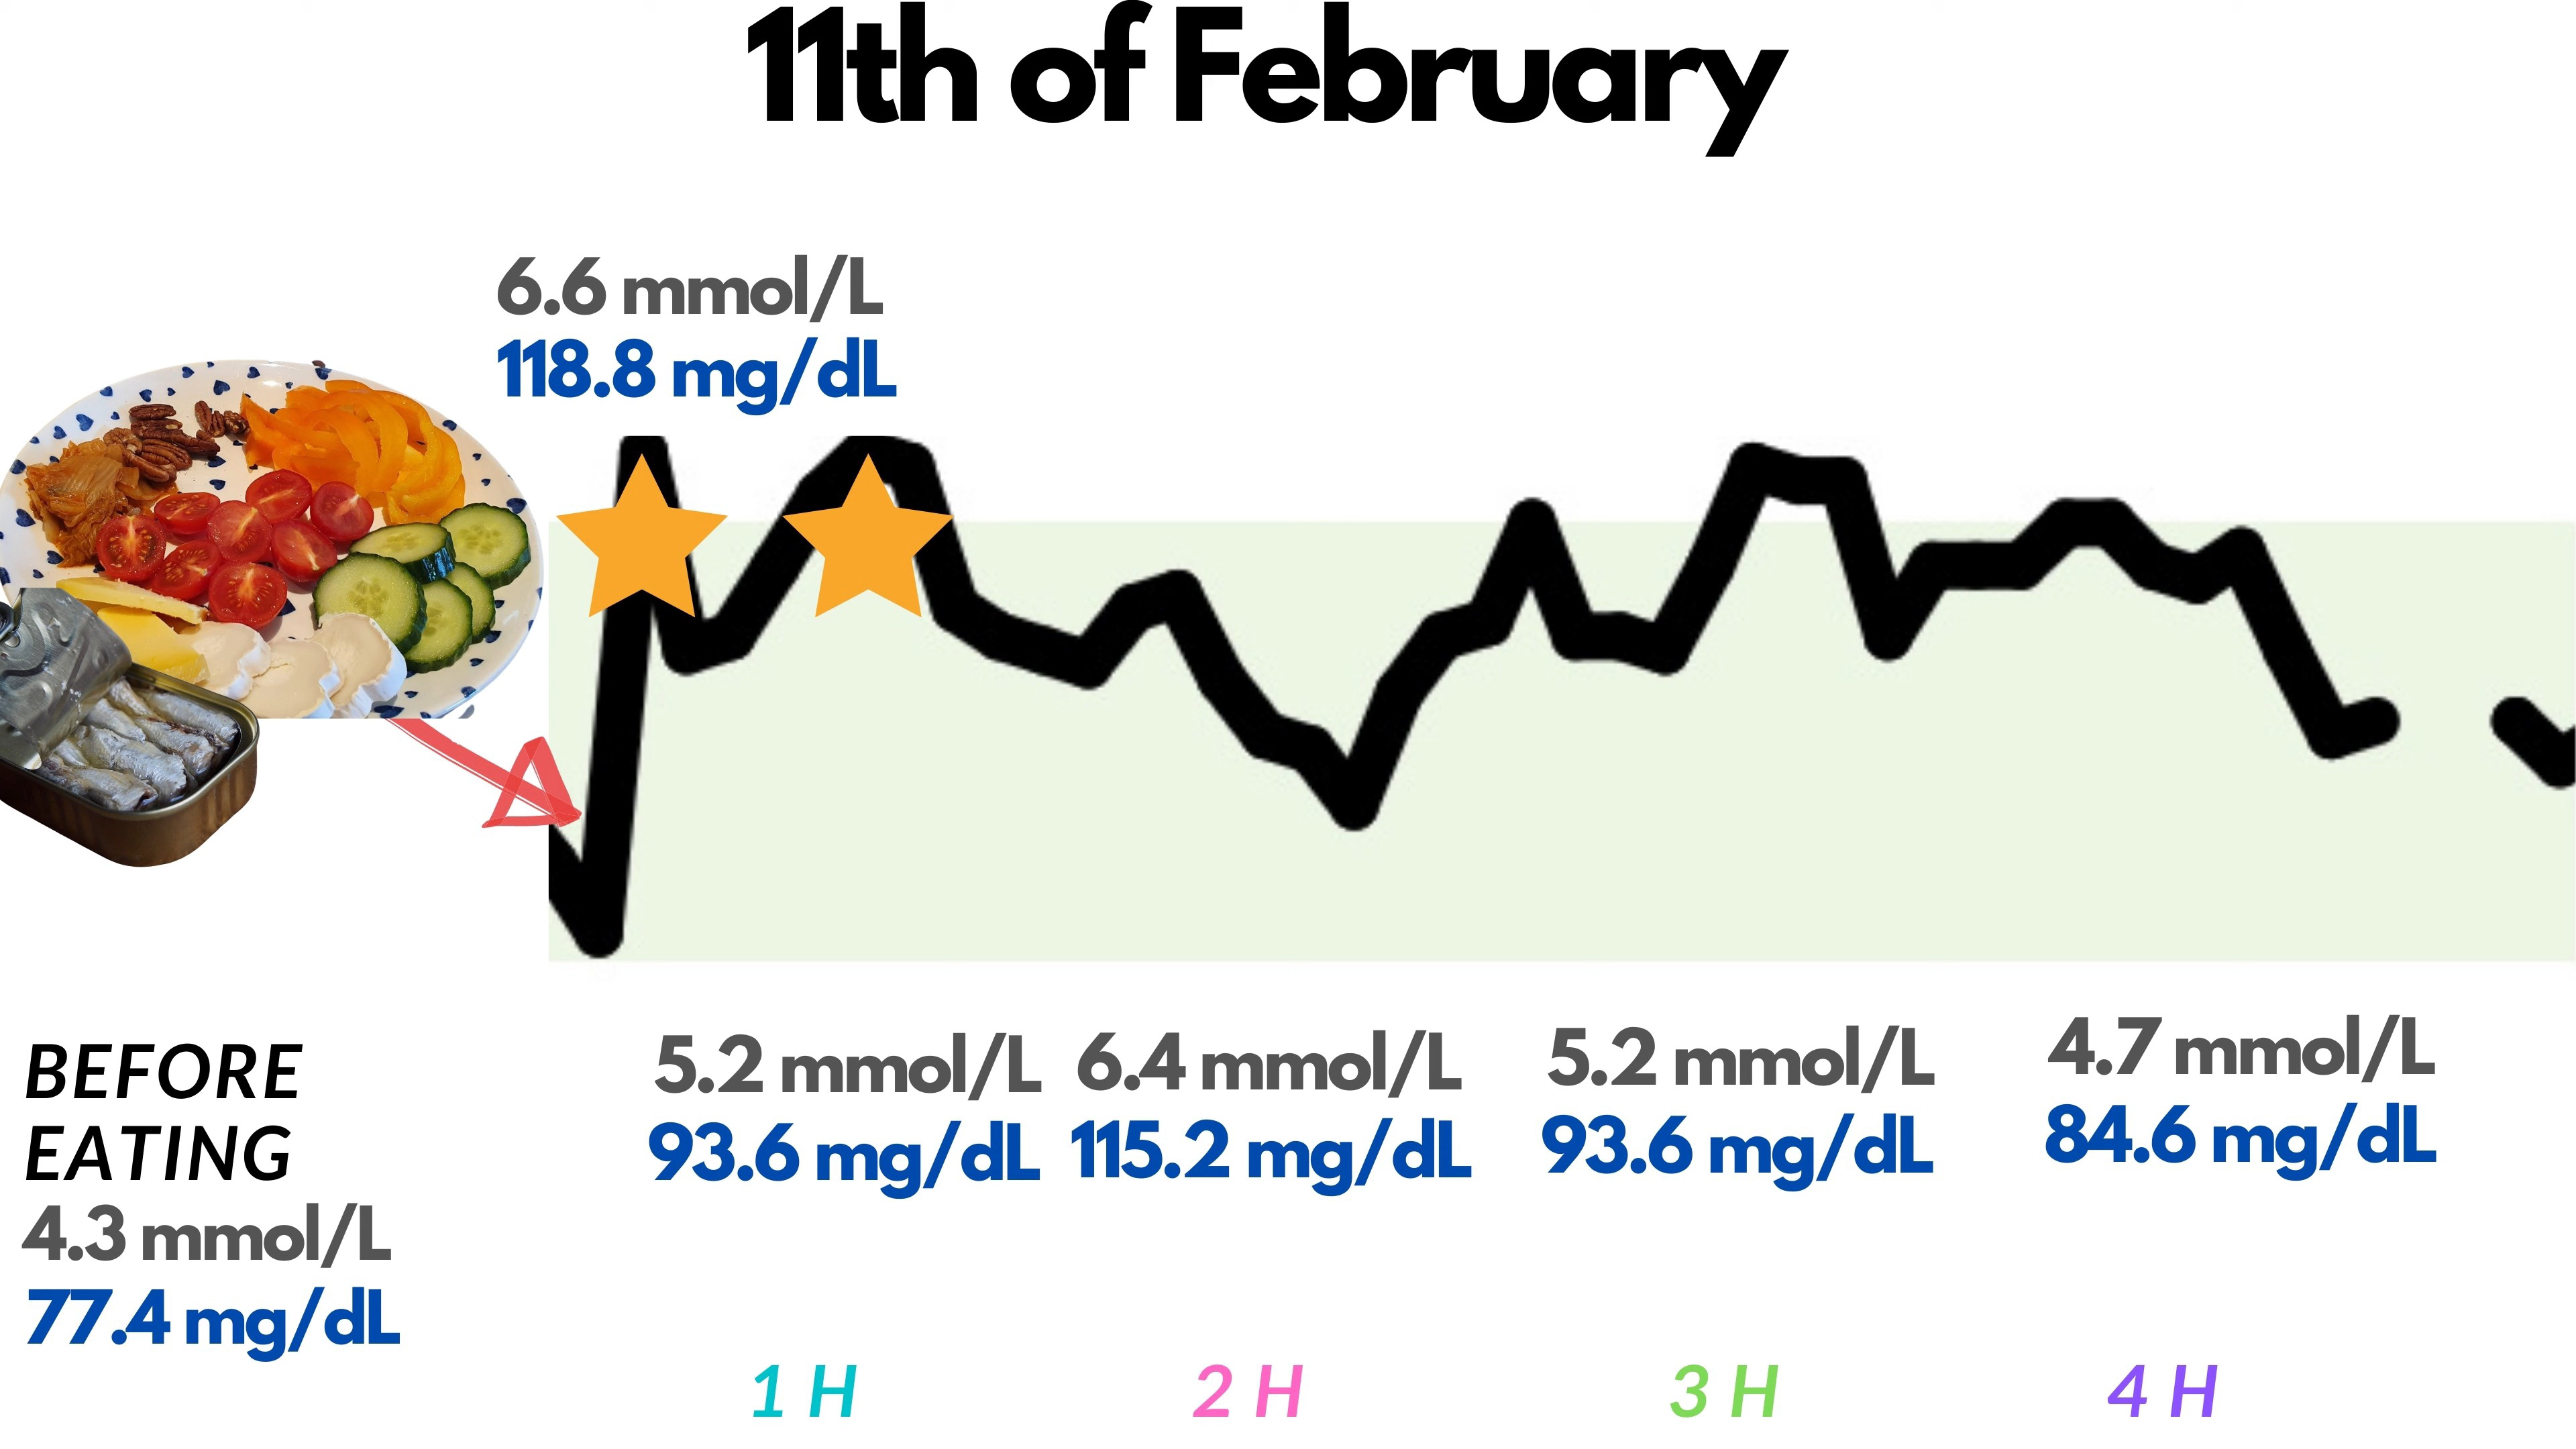 11th of February
6.6 mmol/L
118.8 mg/dL
BEFORE
EATING
4.3 mmol/L
77.4 mg/dL
5.2 mmol/L
93.6 mg/dL
6.4 mmol/L
115.2 mg/dL
5.2 mmol/L
93.6 mg/dL
4.7 mmol/L
84.6 mg/dL
1 H
2 H
3 H
4 H